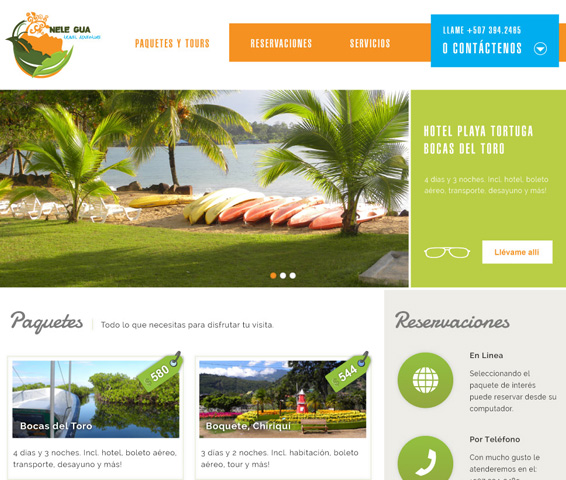 NELE GUA
LLAME +507 394.2485
O CONTÁCTENOS
PAQUETES Y TOURS
RESERVACIONES
SERVICIOS
HOTEL PLAYA TORTUGA
BOCAS DEL TORO
4 días y 3 noches. Incl. hotel, boleto
aéreo, transporte, desayuno y más!
Llévame allí
Paquetes
Todo lo que necesitas para disfrutar tu visita.
$580
Bocas del Toro
4 días y 3 noches. Incl. hotel, boleto aéreo,
transporte, desayuno y más!
$544
Boquete, Chiriquí
3 días y 2 noches. Incl. habitación, boleto
aéreo, tour y más!
Reservaciones
En Linea
Seleccionando el
paquete de interés
puede reservar desde su
computador.
Por Teléfono
Con mucho gusto le
atenderemos en el: